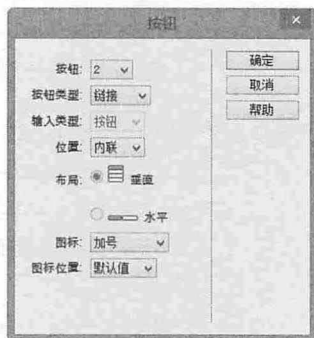 按钮
按钮: 2
确定
按钮类型: 链接
取消
输入类型: 按钮
帮助
位置: 内联
布局: 垂直
水平
图标: 加号
图标位置: 默认值